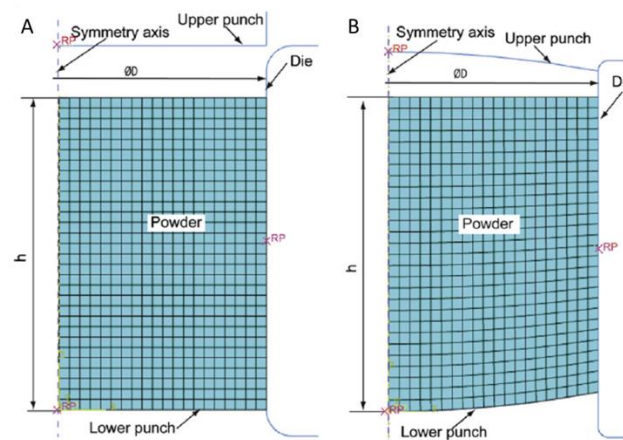 A
Symmetry axis
Upper punch
RP
Die
ØD
Powder
RP
h
RP
Lower punch
B
Symmetry axis
Upper punch
RP
D
ØD
Powder
RP
h
RP
Lower punch